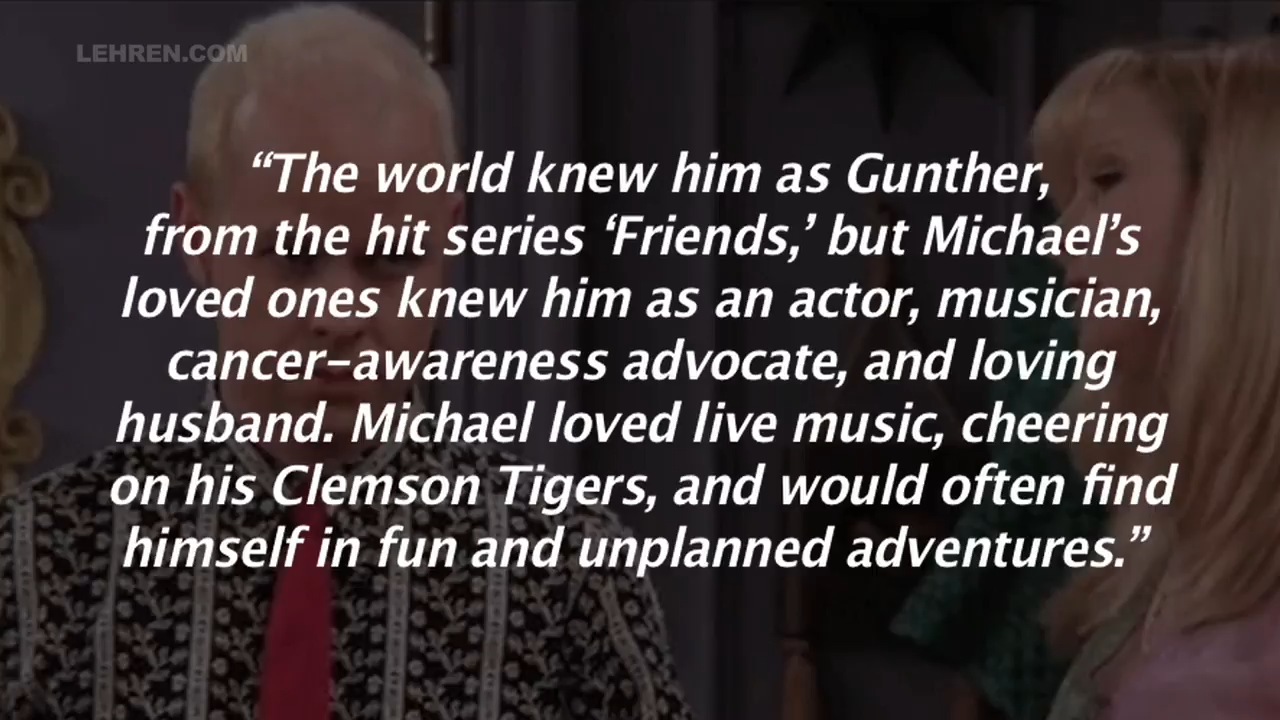 LEHREN.COM
“The world knew him as Gunther,
from the hit series ‘Friends,’ but Michael’s
loved ones knew him as an actor, musician,
cancer–awareness advocate, and loving
husband. Michael loved live music, cheering
on his Clemson Tigers, and would often find
himself in fun and unplanned adventures.”